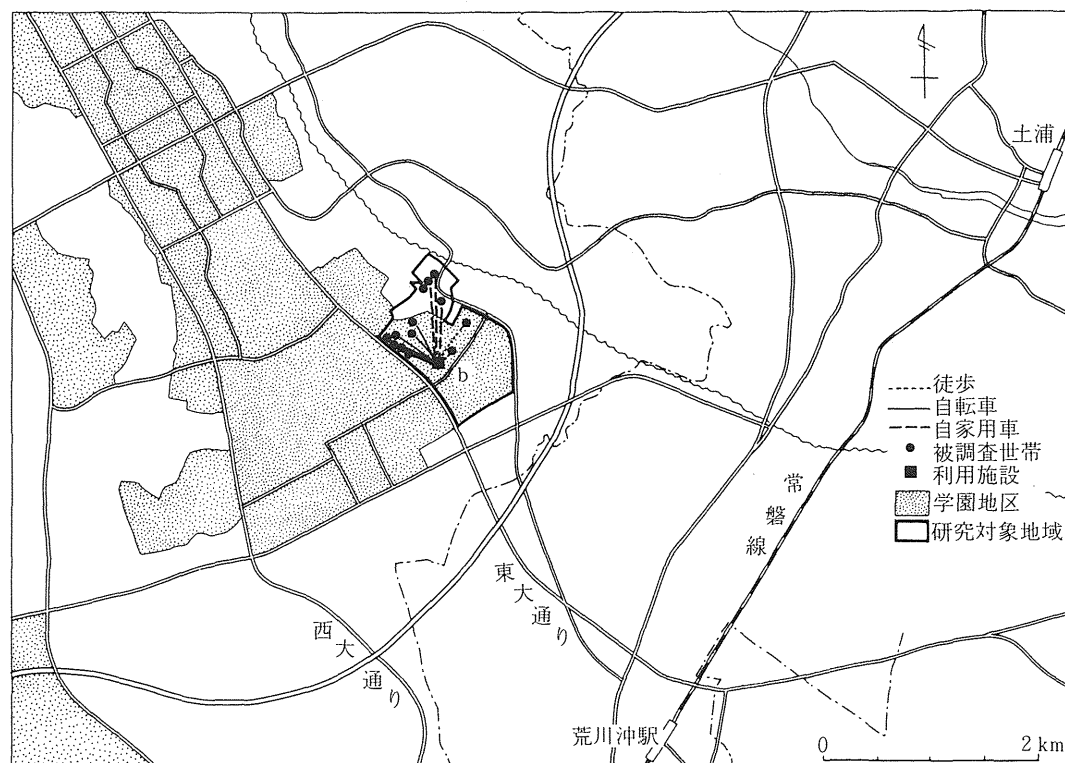 土浦
b
徒歩
自転車
自家用車
被調査世帯
利用施設
学園地区
研究対象地域
常磐線
東大通り
西大通り
荒川沖駅
0 2 km